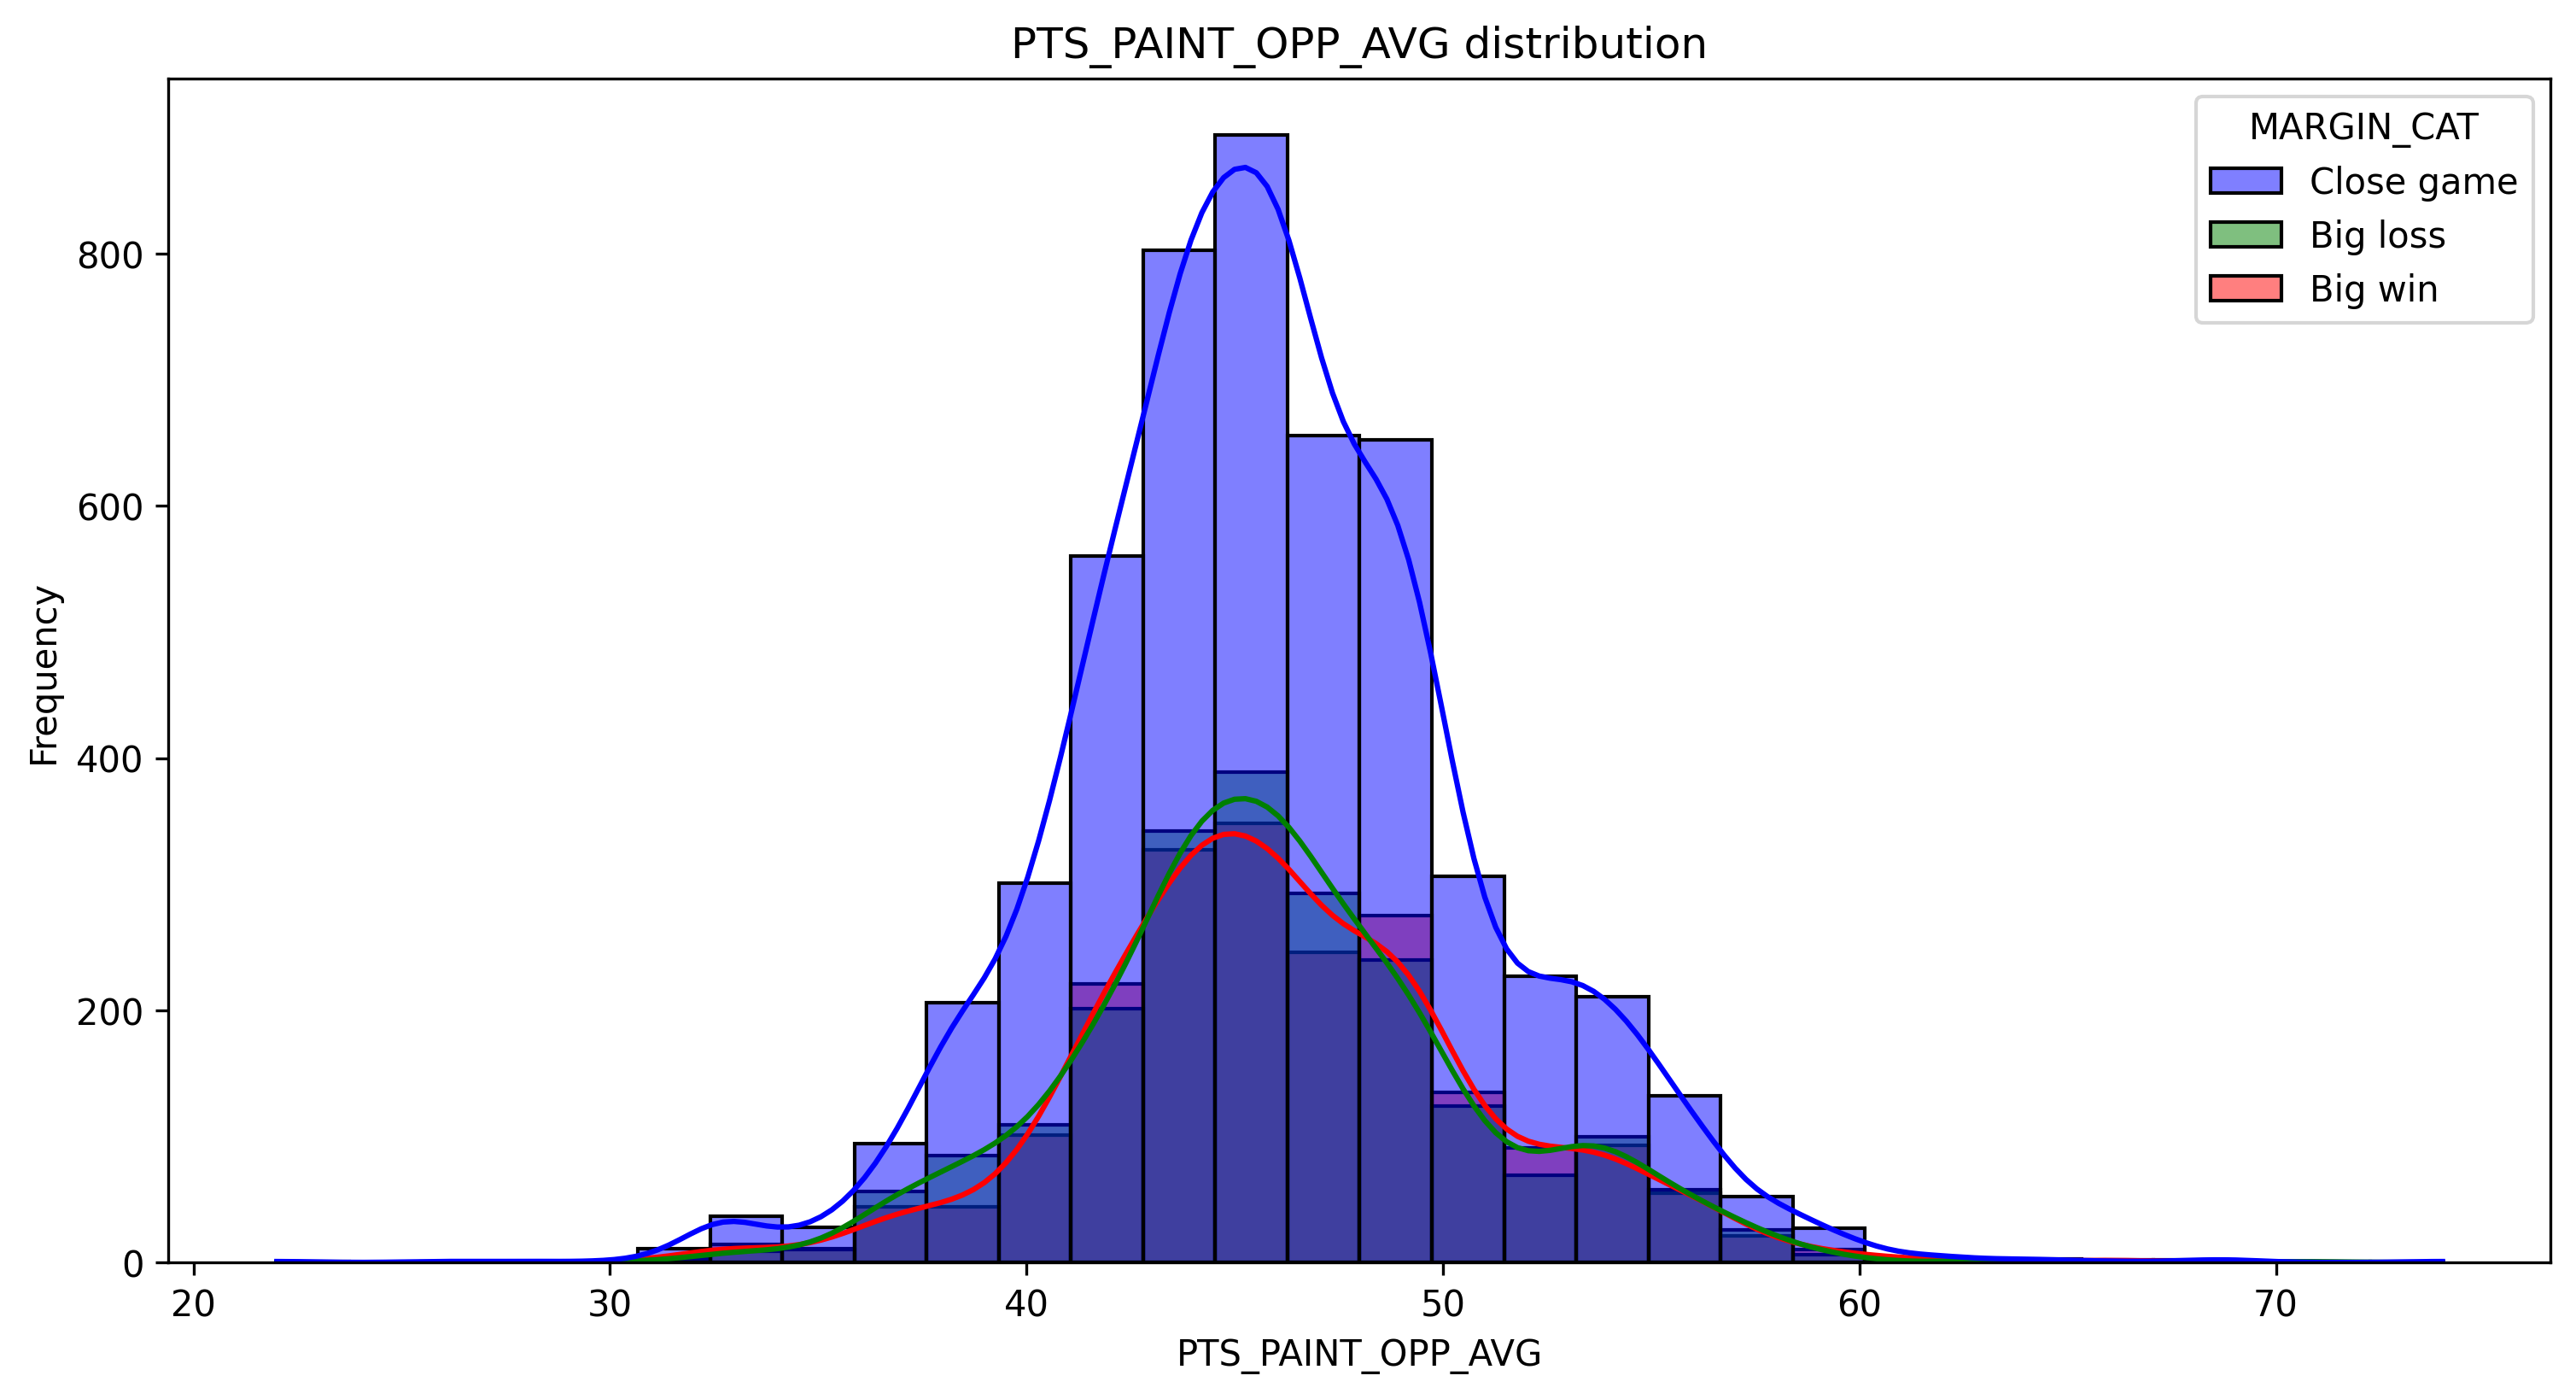 PTS_PAINT_OPP_AVG distribution
MARGIN_CAT
Close game
Big loss
Big win
Frequency
800
600
400
200
0
20 30 40 50 60 70
PTS_PAINT_OPP_AVG